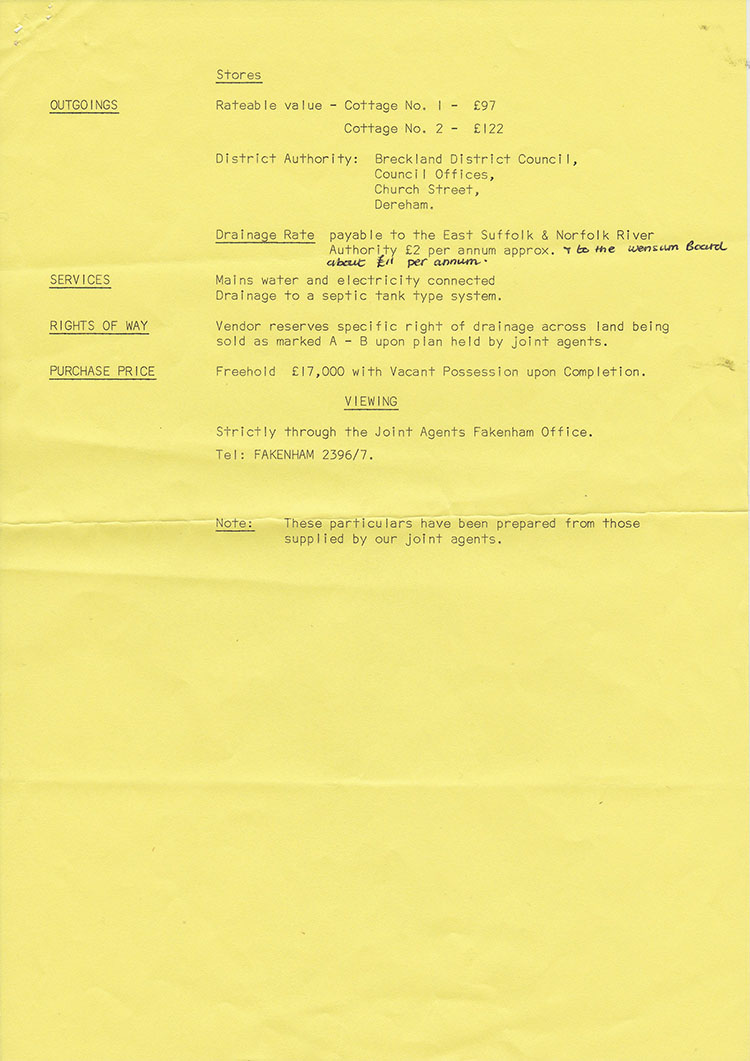 Stores
OUTGOINGS Rateable value - Cottage No. 1 - £97
Cottage No. 2 - £122
District Authority: Breckland District Council,
Council Offices,
Church Street,
Dereham.
Drainage Rate payable to the East Suffolk & Norfolk River
Authority £2 per annum approx. + to the wensum Board
about £11 per annum.
SERVICES Mains water and electricity connected
Drainage to a septic tank type system.
RIGHTS OF WAY Vendor reserves specific right of drainage across land being
sold as marked A - B upon plan held by joint agents.
PURCHASE PRICE Freehold £17,000 with Vacant Possession upon Completion.
VIEWING
Strictly through the Joint Agents Fakenham Office.
Tel: FAKENHAM 2396/7.
Note: These particulars have been prepared from those
supplied by our joint agents.